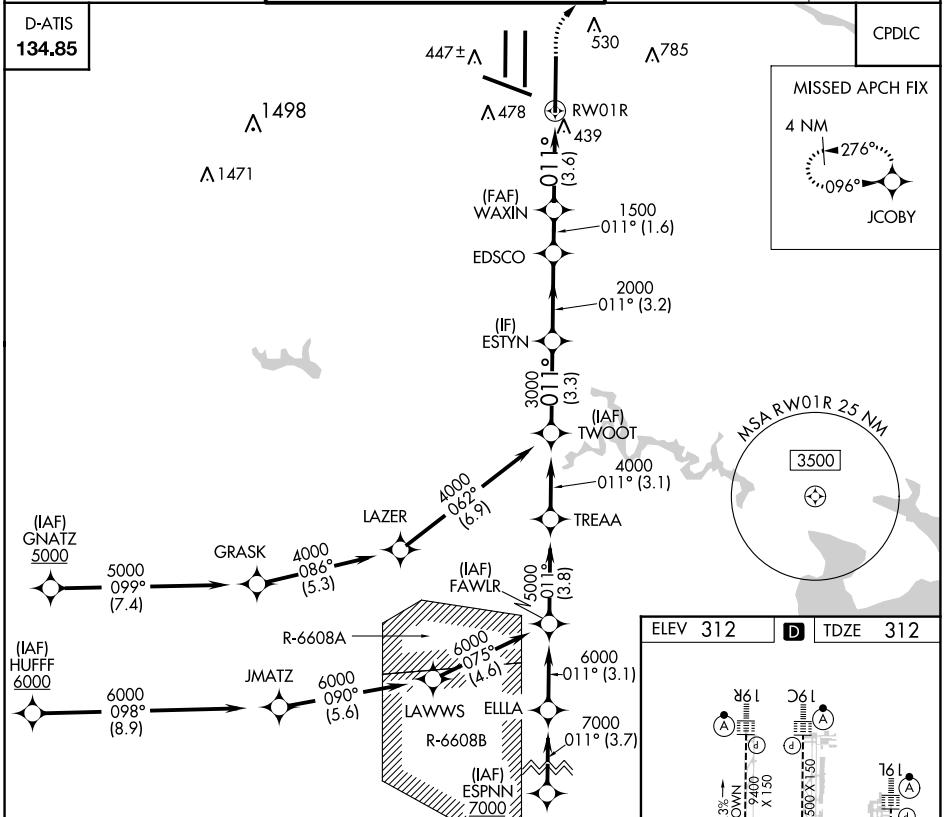 D-ATIS
134.85
CPDLC
447±
530
785
MISSED APCH FIX
4 NM
276°
096°
JCOBY
1498
1471
478
RW01R
439
011°
(3.6)
(FAF)
WAXIN
1500
011° (1.6)
EDSCO
2000
011° (3.2)
(IF)
ESTYN
3000
011°
(3.3)
(IAF)
TWOOT
4000
011° (3.1)
MSA RW01R 25 NM
3500
4000
062°
(6.9)
LAZER
TREAA
(IAF)
GNATZ
5000
5000
099°
(7.4)
GRASK
4000
086°
(5.3)
(IAF)
FAWLR
5000
011°
(3.8)
R-6608A
6000
075°
(4.6)
6000
011° (3.1)
(IAF)
HUFFF
6000
6000
098°
(8.9)
JMATZ
6000
090°
(5.6)
LAWWS
ELLLA
R-6608B
7000
011° (3.7)
(IAF)
ESPNN
7000
ELEV 312
D
TDZE 312
19R
19C
A
A
P
P
19L
A
P
OWN
9400
X 150
500 X 150